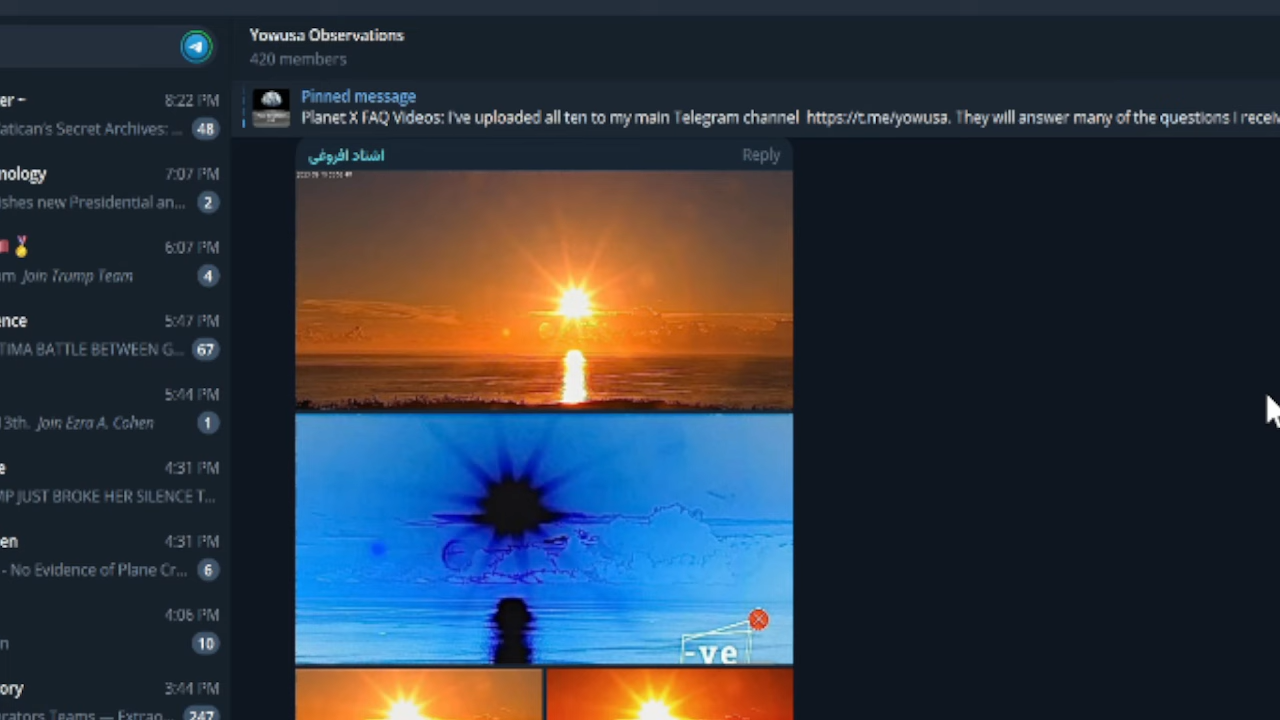 Yowusa Observations
420 members
Pinned message
Planet X FAQ Videos: I've uploaded all ten to my main Telegram channel https://t.me/yowusa. They will answer many of the questions I receiv
er ~ 8:22 PM
atican's Secret Archives: ... 48
nology 7:07 PM
ishes new Presidential an... 2
6:07 PM
m Join Trump Team 4
ence 5:47 PM
TIMA BATTLE BETWEEN G... 67
5:44 PM
3th. Join Ezra A. Cohen 1
e 4:31 PM
MP JUST BROKE HER SILENCE T...
en 4:31 PM
- No Evidence of Plane Cr... 6
4:06 PM
n 10
ory 3:44 PM
erators Teams — Extrao... 247
افروغی Reply
-ve